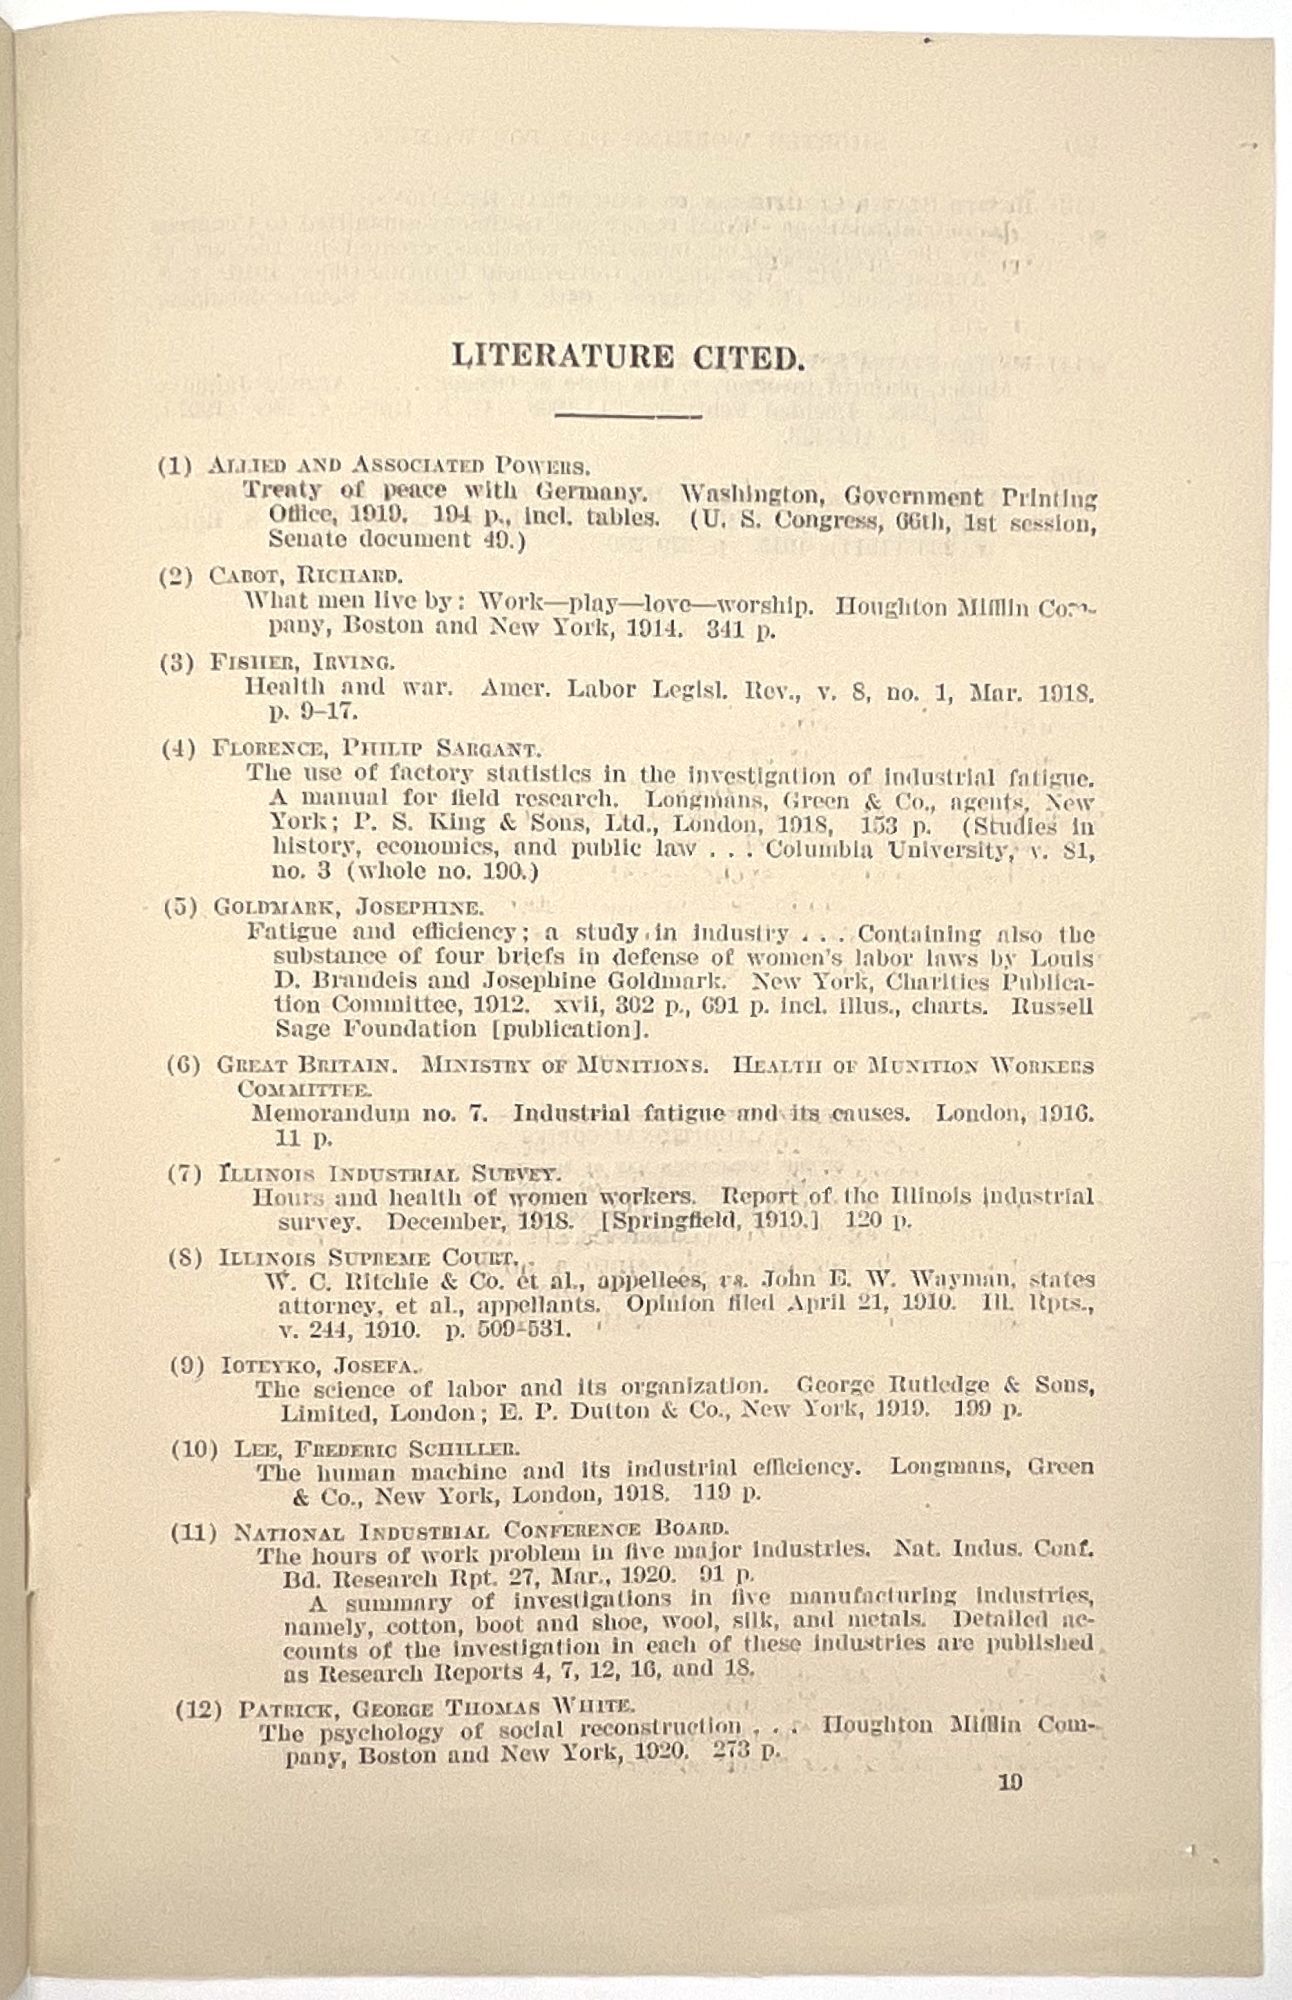 LITERATURE CITED.
(1) ALLIED AND ASSOCIATED POWERS.
Treaty of peace with Germany. Washington, Government Printing
Office, 1919. 194 p., incl. tables. (U. S. Congress, 66th, 1st session,
Senate document 49.)
(2) CABOT, RICHARD.
What men live by: Work—play—love—worship. Houghton Mifflin Com-
pany, Boston and New York, 1914. 341 p.
(3) FISHER, IRVING.
Health and war. Amer. Labor Legisl. Rev., v. 8, no. 1, Mar. 1918.
p. 9–17.
(4) FLORENCE, PHILIP SARGANT.
The use of factory statistics in the investigation of industrial fatigue.
A manual for field research. Longmans, Green & Co., agents, New
York; P. S. King & Sons, Ltd., London, 1918, 153 p. (Studies in
history, economics, and public law . . . Columbia University, v. 81,
no. 3 (whole no. 190.)
(5) GOLDMARK, JOSEPHINE.
Fatigue and efficiency; a study in industry . . . Containing also the
substance of four briefs in defense of women's labor laws by Louis
D. Brandeis and Josephine Goldmark. New York, Charities Publica-
tion Committee, 1912. xvii, 302 p., 691 p. incl. illus., charts. Russell
Sage Foundation [publication].
(6) GREAT BRITAIN. MINISTRY OF MUNITIONS. HEALTH OF MUNITION WORKERS
COMMITTEE.
Memorandum no. 7. Industrial fatigue and its causes. London, 1916.
11 p.
(7) ILLINOIS INDUSTRIAL SURVEY.
Hours and health of women workers. Report of the Illinois industrial
survey. December, 1918. [Springfield, 1919.] 120 p.
(8) ILLINOIS SUPREME COURT.
W. C. Ritchie & Co. et al., appellees, vs. John E. W. Wayman, states
attorney, et al., appellants. Opinion filed April 21, 1910. Ill. Rpts.,
v. 244, 1910. p. 509–531.
(9) IOTEYKO, JOSEFA.
The science of labor and its organization. George Rutledge & Sons,
Limited, London; E. P. Dutton & Co., New York, 1919. 199 p.
(10) LEE, FREDERIC SCHILLER.
The human machine and its industrial efficiency. Longmans, Green
& Co., New York, London, 1918. 119 p.
(11) NATIONAL INDUSTRIAL CONFERENCE BOARD.
The hours of work problem in five major industries. Nat. Indus. Conf.
Bd. Research Rpt. 27, Mar., 1920. 91 p.
A summary of investigations in five manufacturing industries,
namely, cotton, boot and shoe, wool, silk, and metals. Detailed ac-
counts of the investigation in each of these industries are published
as Research Reports 4, 7, 12, 16, and 18.
(12) PATRICK, GEORGE THOMAS WHITE.
The psychology of social reconstruction . . . Houghton Mifflin Com-
pany, Boston and New York, 1920. 273 p.
19